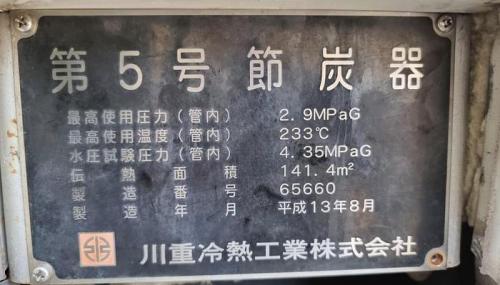 第5号節炭器
最高使用圧力(管内) 2.9MPaG
最高使用温度(管内) 233℃
水圧試験圧力(管内) 4.35MPaG
伝熱面積 141.4m²
製造番号 65660
製造年月 平成13年8月
川重冷熱工業株式会社